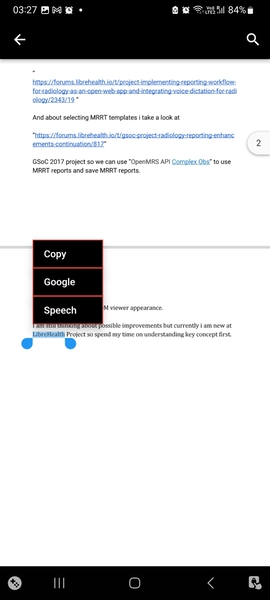 03:27
84%
"
https://forums.librehealth.io/t/project-implementing-reporting-workflow-
for-radiology-as-an-open-web-app-and-integrating-voice-dictation-for-radi
ology/2343/19 "
And about selecting MRRT templates i take a look at
"https://forums.librehealth.io/t/gsoc-project-radiology-reporting-enhanc
ements-continuation/817"
2
GSoC 2017 project so we can use "OpenMRS API Complex Obs" to use
MRRT reports and save MRRT reports.
Copy
Google
Speech
M viewer appearance.
I am still thinking about possible improvements but currently i am new at
LibreHealth Project so spend my time on understanding key concept first.